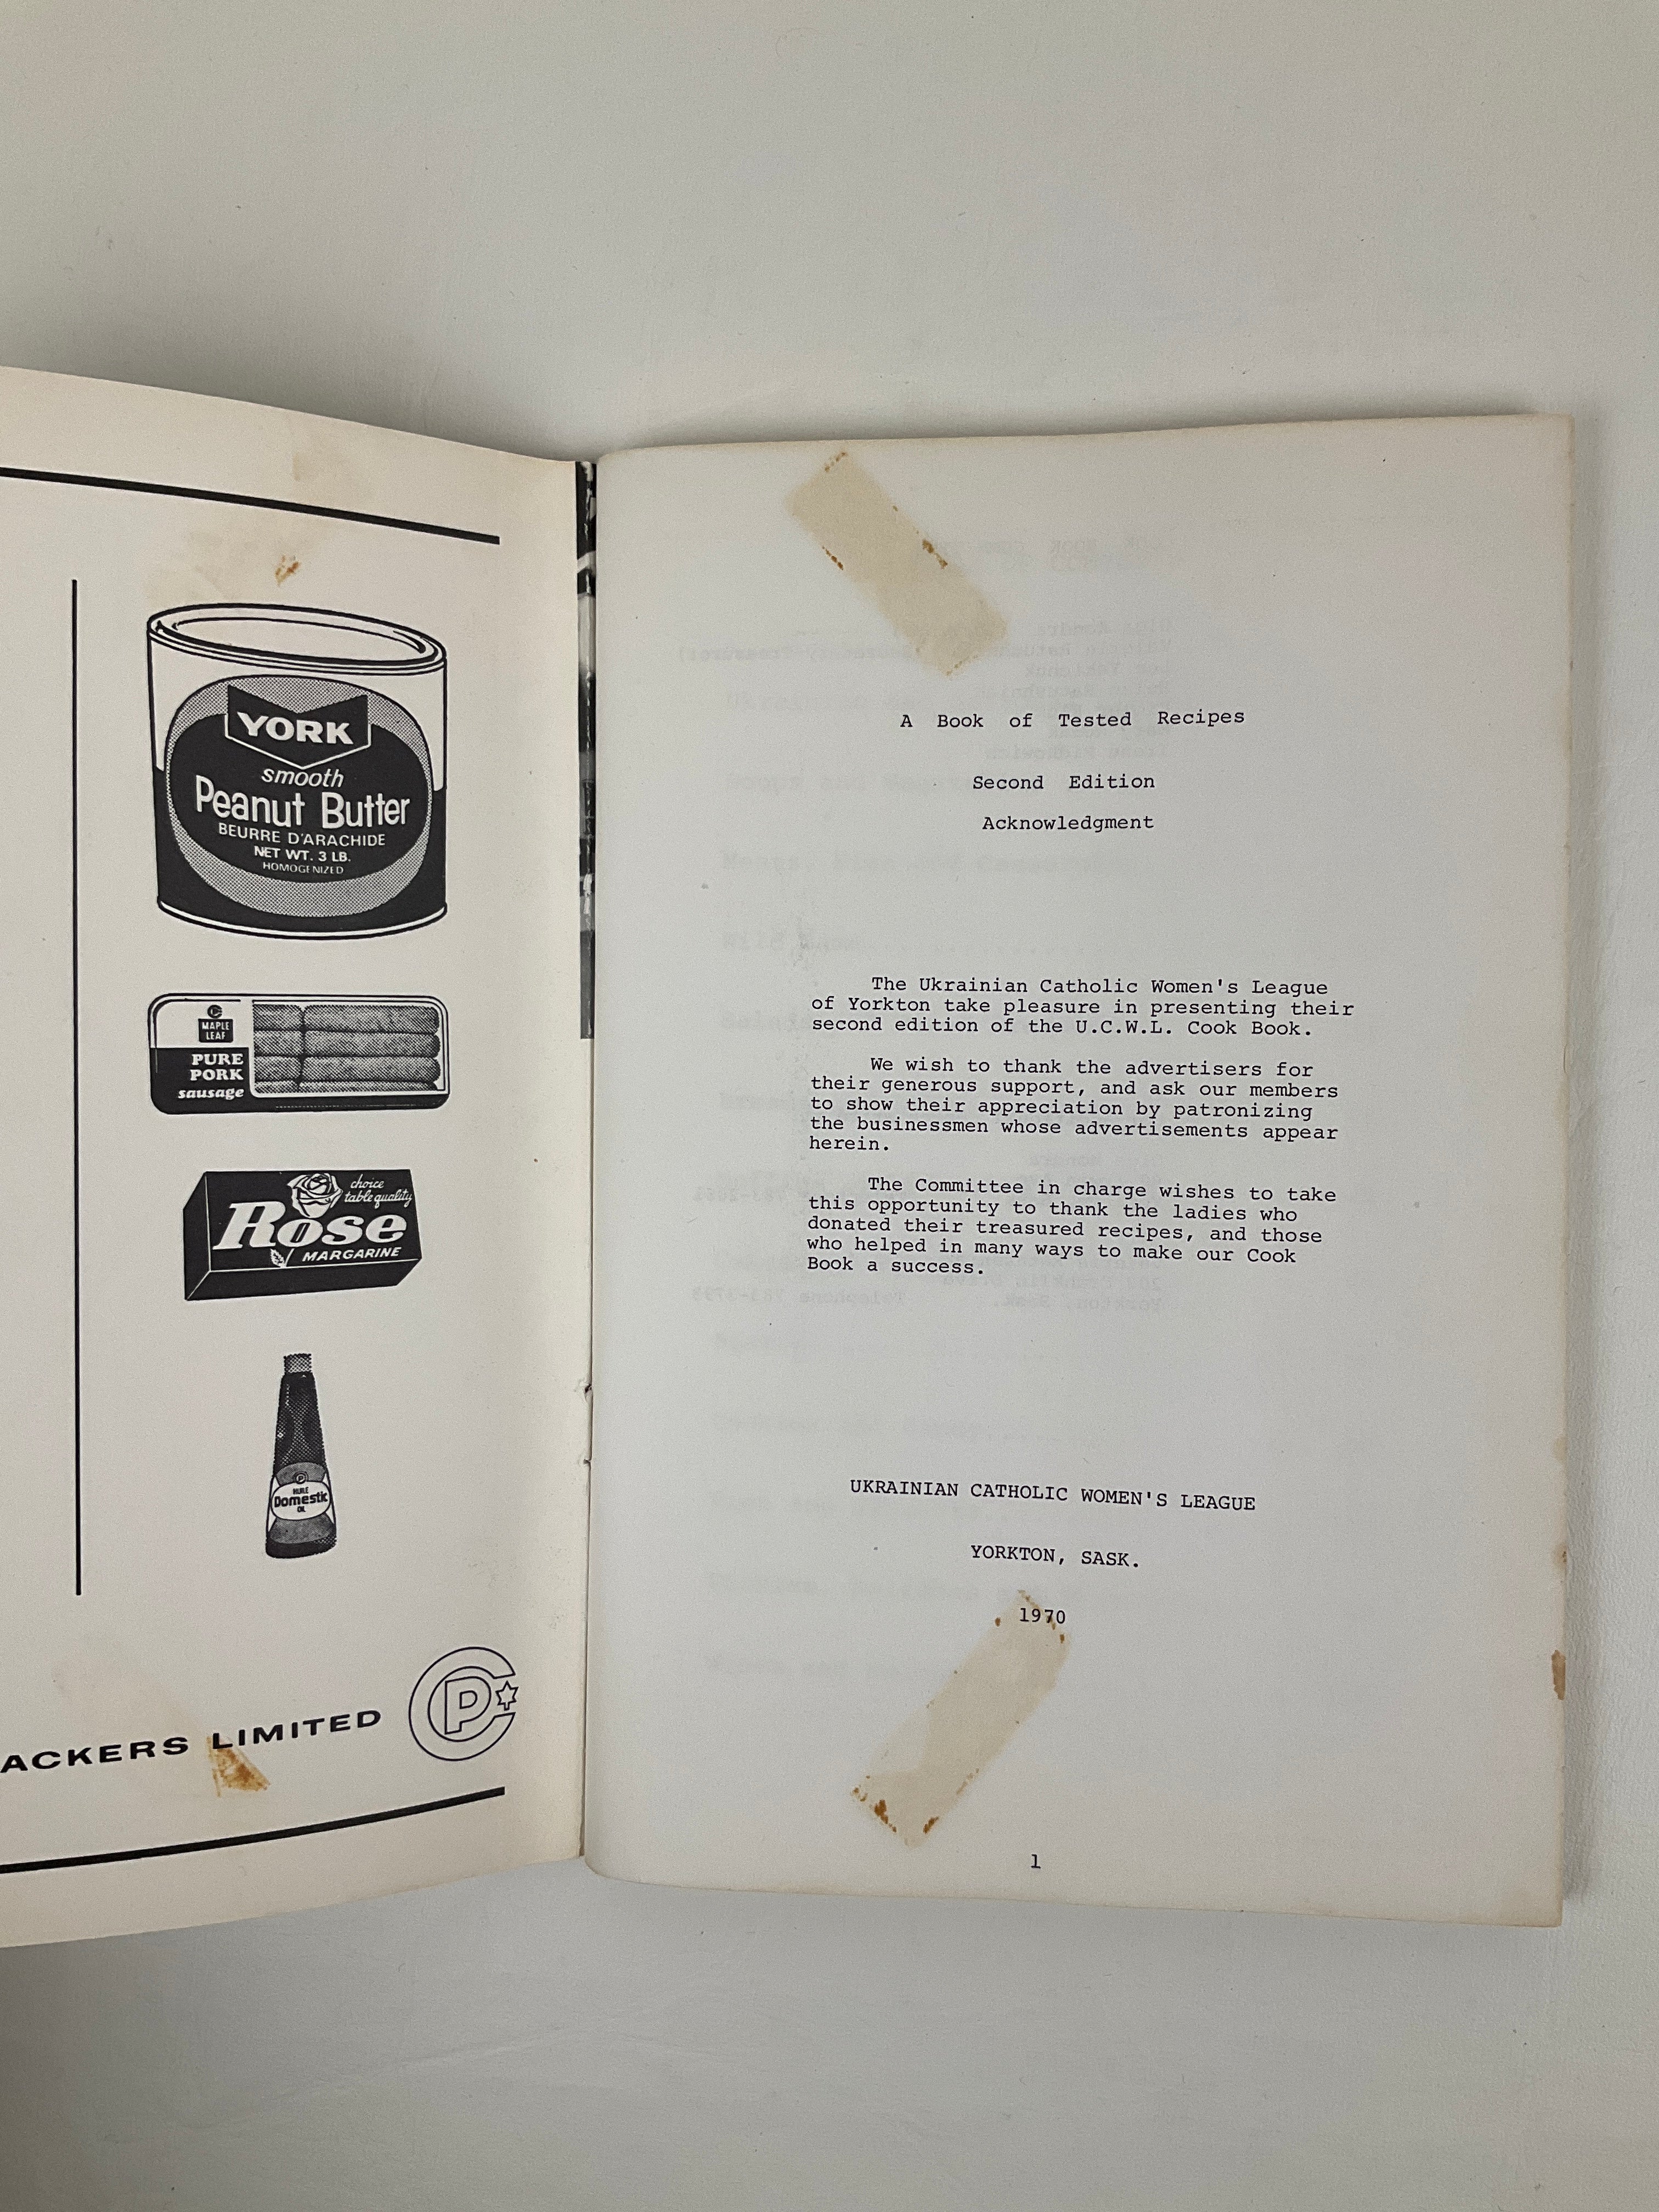 YORK
smooth
Peanut Butter
BEURRE D'ARACHIDE
NET WT. 3 LB.
HOMOGENIZED
MAPLE
LEAF
PURE
PORK
sausage
choice
table quality
Rose
MARGARINE
HUILE
Domestic
OIL
ACKERS LIMITED
CP
A Book of Tested Recipes
Second Edition
Acknowledgment
The Ukrainian Catholic Women's League
of Yorkton take pleasure in presenting their
second edition of the U.C.W.L. Cook Book.
We wish to thank the advertisers for
their generous support, and ask our members
to show their appreciation by patronizing
the businessmen whose advertisements appear
herein.
The Committee in charge wishes to take
this opportunity to thank the ladies who
donated their treasured recipes, and those
who helped in many ways to make our Cook
Book a success.
UKRAINIAN CATHOLIC WOMEN'S LEAGUE
YORKTON, SASK.
1970
1